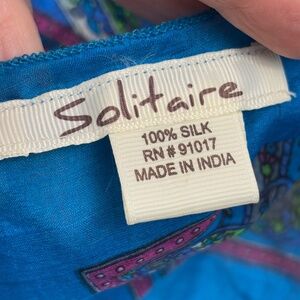 Solitaire
100% SILK
RN # 91017
MADE IN INDIA